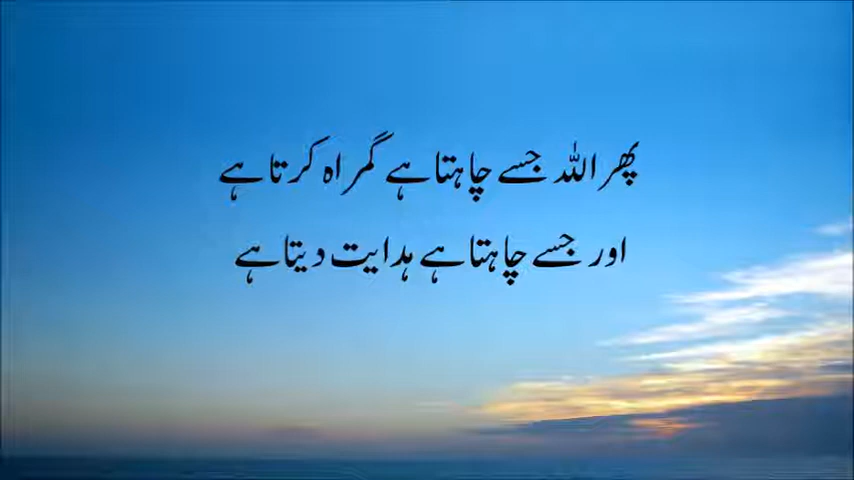 پھر اللہ جسے چاہتا ہے گمراہ کرتا ہے
اور جسے چاہتا ہے ہدایت دیتا ہے